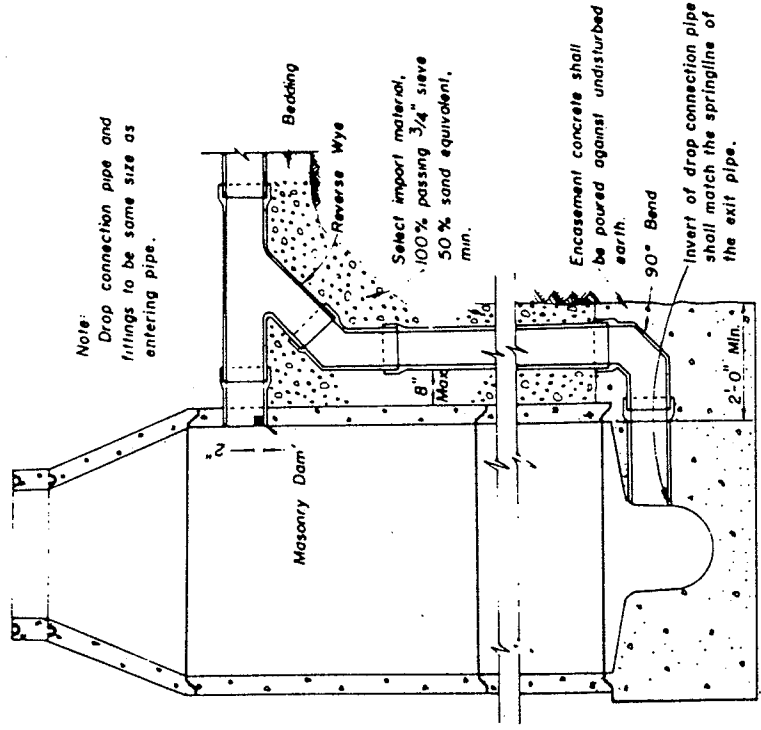 Note:
Drop connection pipe and
fittings to be same size as
entering pipe.
Bedding
Reverse Wye
Select import material,
100% passing 3/4" sieve
50% sand equivalent,
min.
2"
Masonry Dam
8"
Max
Encasement concrete shall
be poured against undisturbed
earth.
90° Bend
Invert of drop connection pipe
shall match the springline of
the exit pipe.
2'-0" Min.